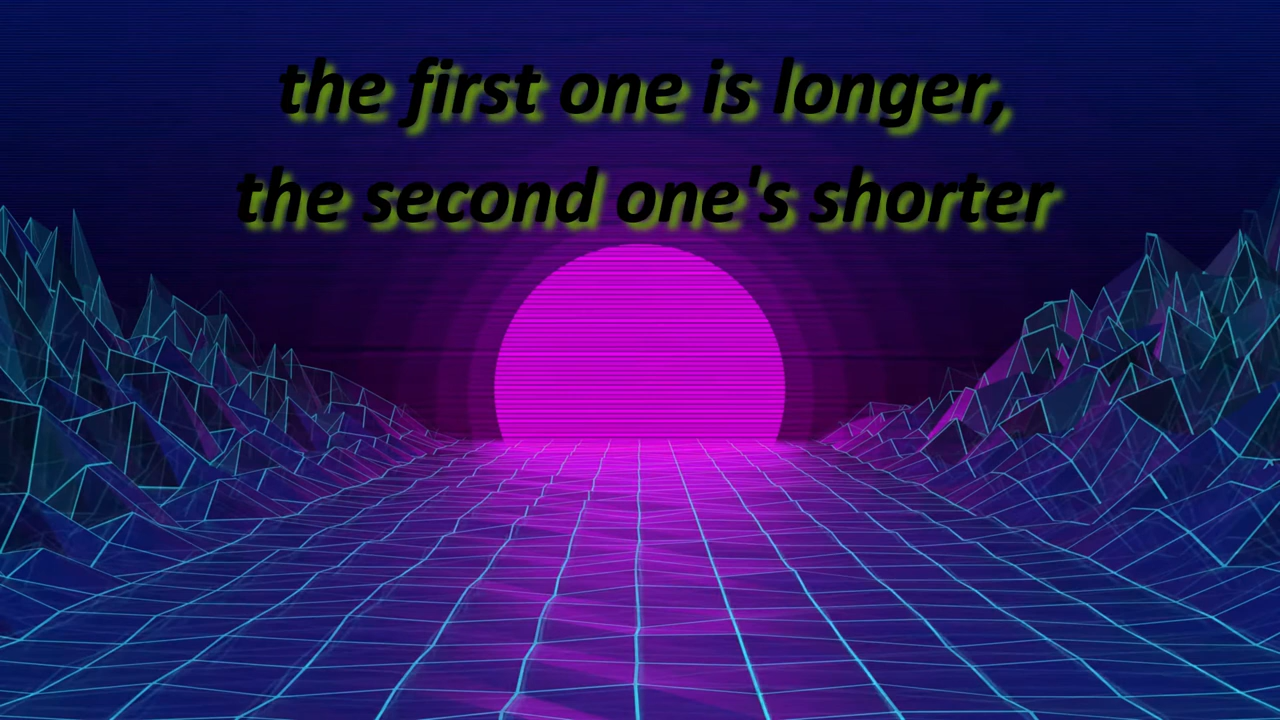 the first one is longer,
the second one's shorter